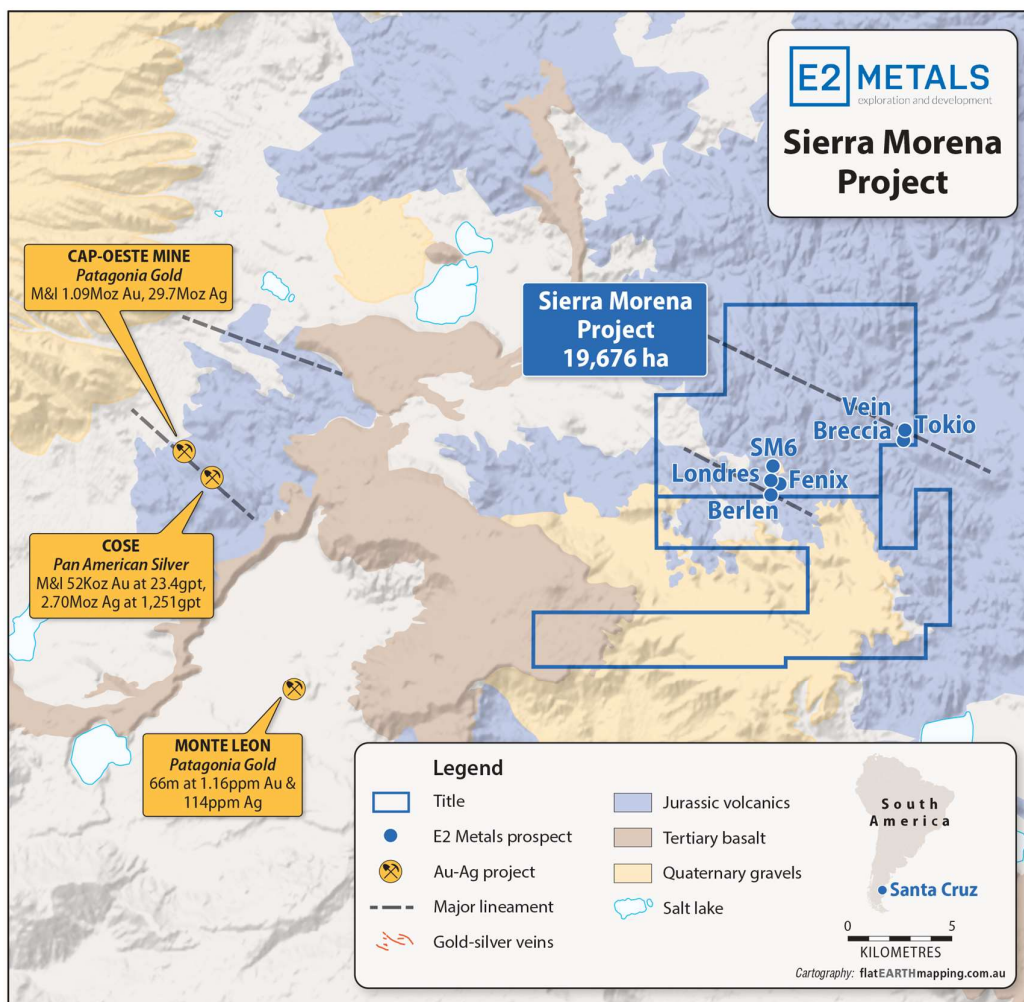 E2 METALS
exploration and development
Sierra Morena
Project
CAP-OESTE MINE
Patagonia Gold
M&I 1.09Moz Au, 29.7Moz Ag
Sierra Morena
Project
19,676 ha
Vein
Breccia
Tokio
SM6
Londres
Fenix
Berlen
COSE
Pan American Silver
M&I 52Koz Au at 23.4gpt,
2.70Moz Ag at 1,251gpt
MONTE LEON
Patagonia Gold
66m at 1.16ppm Au &
114ppm Ag
Legend
Title
E2 Metals prospect
Au-Ag project
Major lineament
Gold-silver veins
Jurassic volcanics
Tertiary basalt
Quaternary gravels
Salt lake
South
America
Santa Cruz
0 5
KILOMETRES
Cartography: flatEARTHmapping.com.au